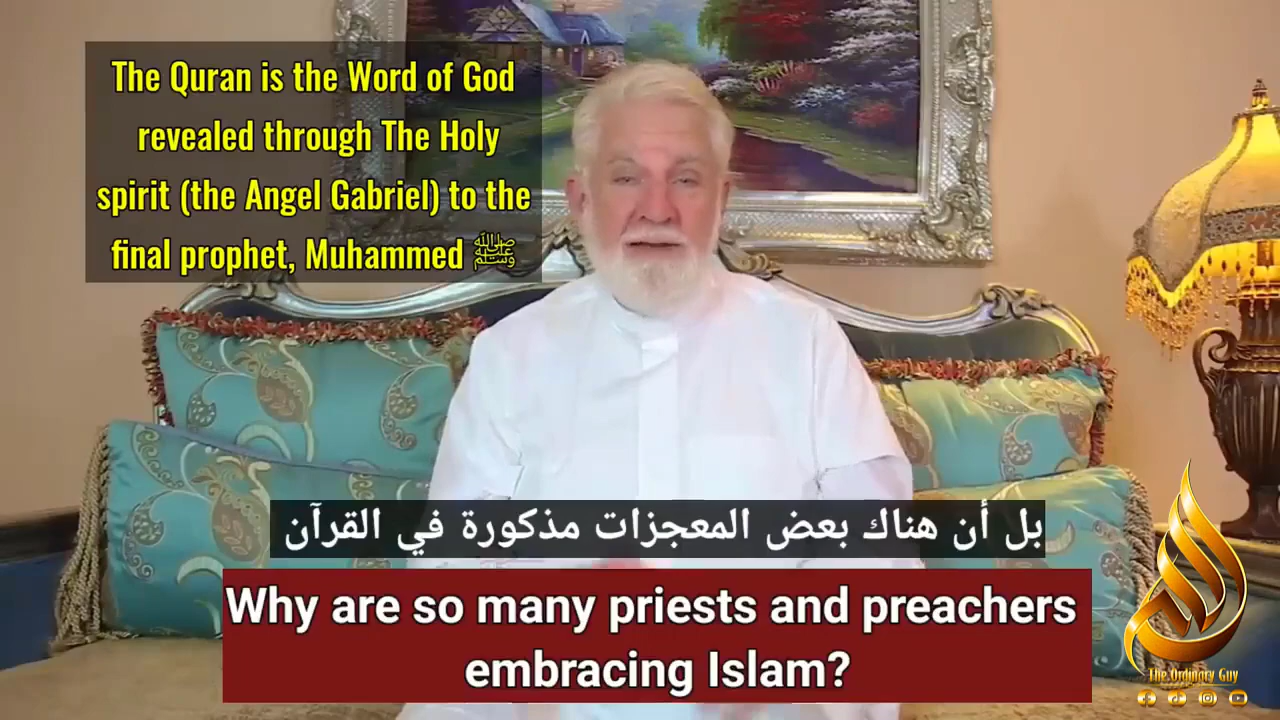 The Quran is the Word of God
revealed through The Holy
spirit (the Angel Gabriel) to the
final prophet, Muhammed ﷺ
بل أن هناك بعض المعجزات مذكورة في القرآن
Why are so many priests and preachers
embracing Islam?
الله
The Ordinary Guy